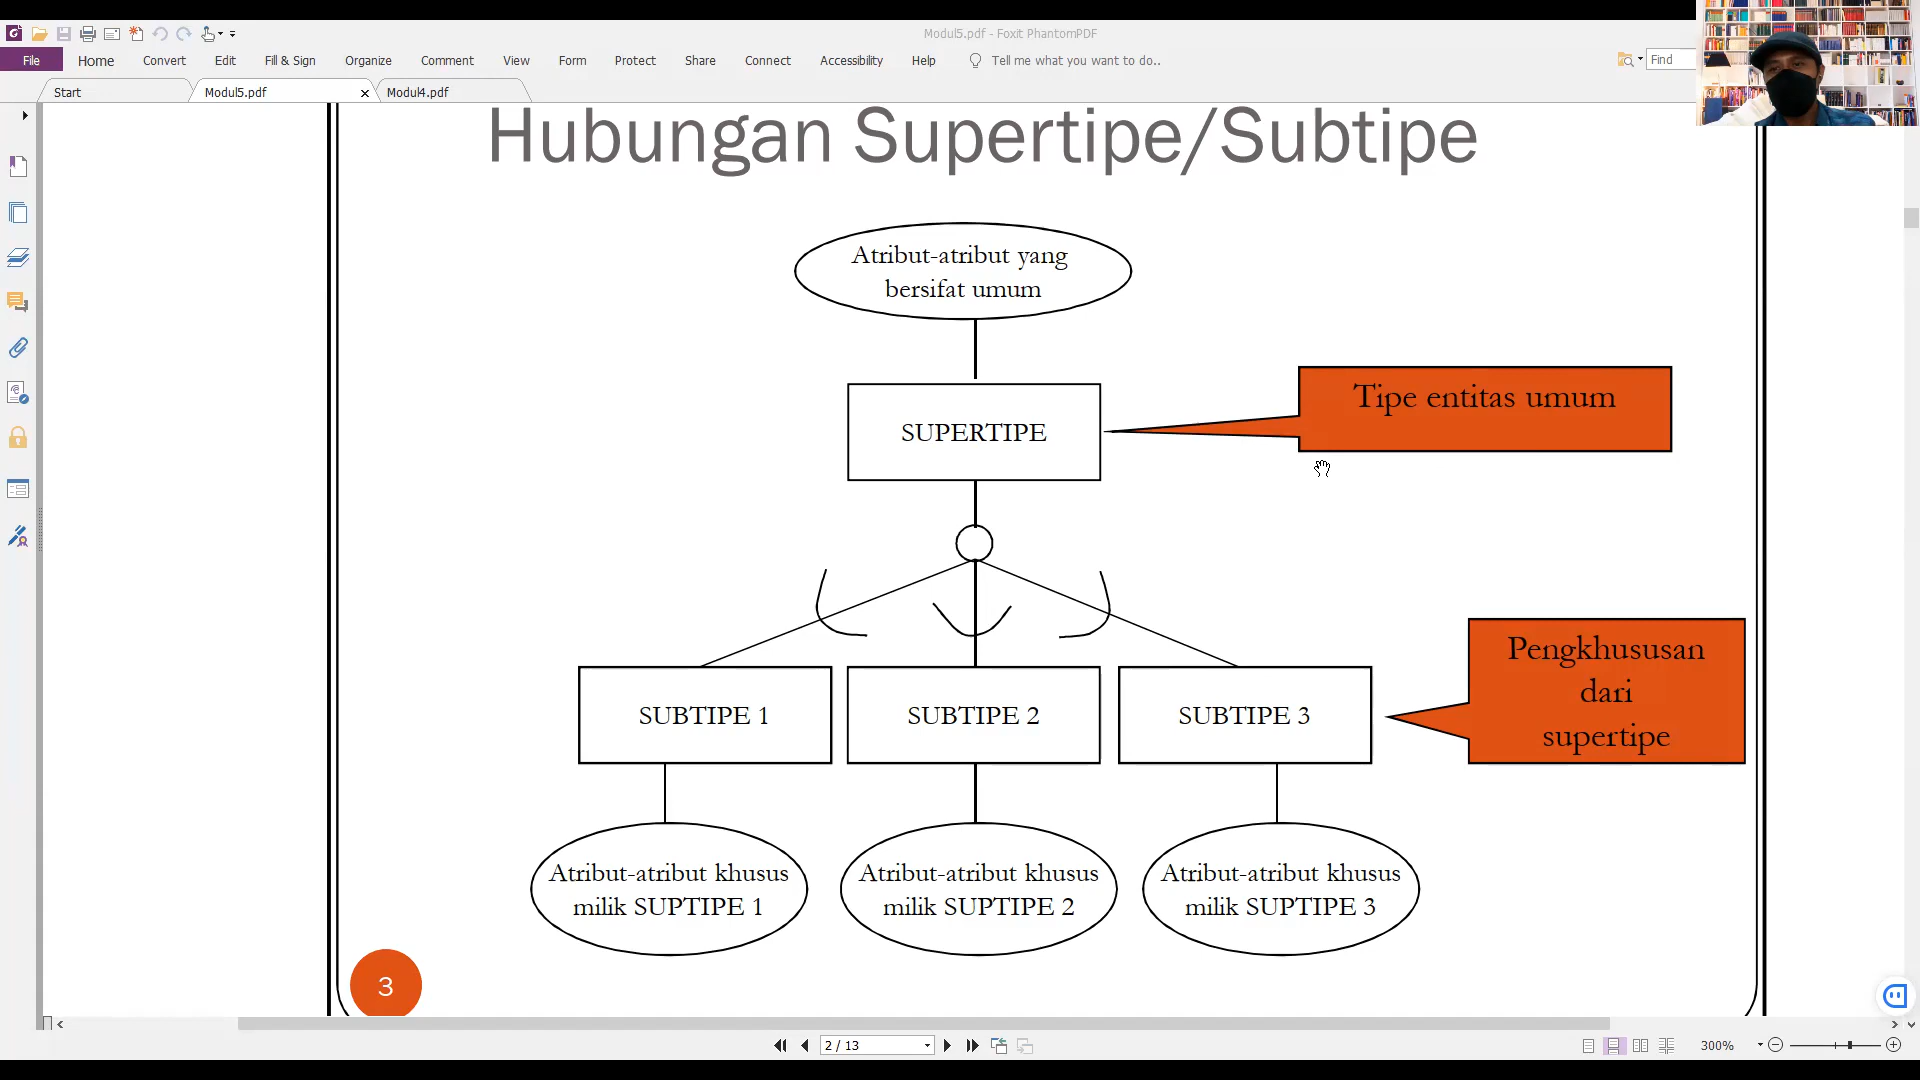 Modul5.pdf - Foxit PhantomPDF
File Home Convert Edit Fill & Sign Organize Comment View Form Protect Share Connect Accessibility Help Tell me what you want to do.. Find
Start Modul5.pdf Modul4.pdf
Hubungan Supertipe/Subtipe
Atribut-atribut yang
bersifat umum
SUPERTIPE
Tipe entitas umum
SUBTIPE 1
SUBTIPE 2
SUBTIPE 3
Pengkhususan
dari
supertipe
Atribut-atribut khusus
milik SUPTIPE 1
Atribut-atribut khusus
milik SUPTIPE 2
Atribut-atribut khusus
milik SUPTIPE 3
3
2 / 13
300%